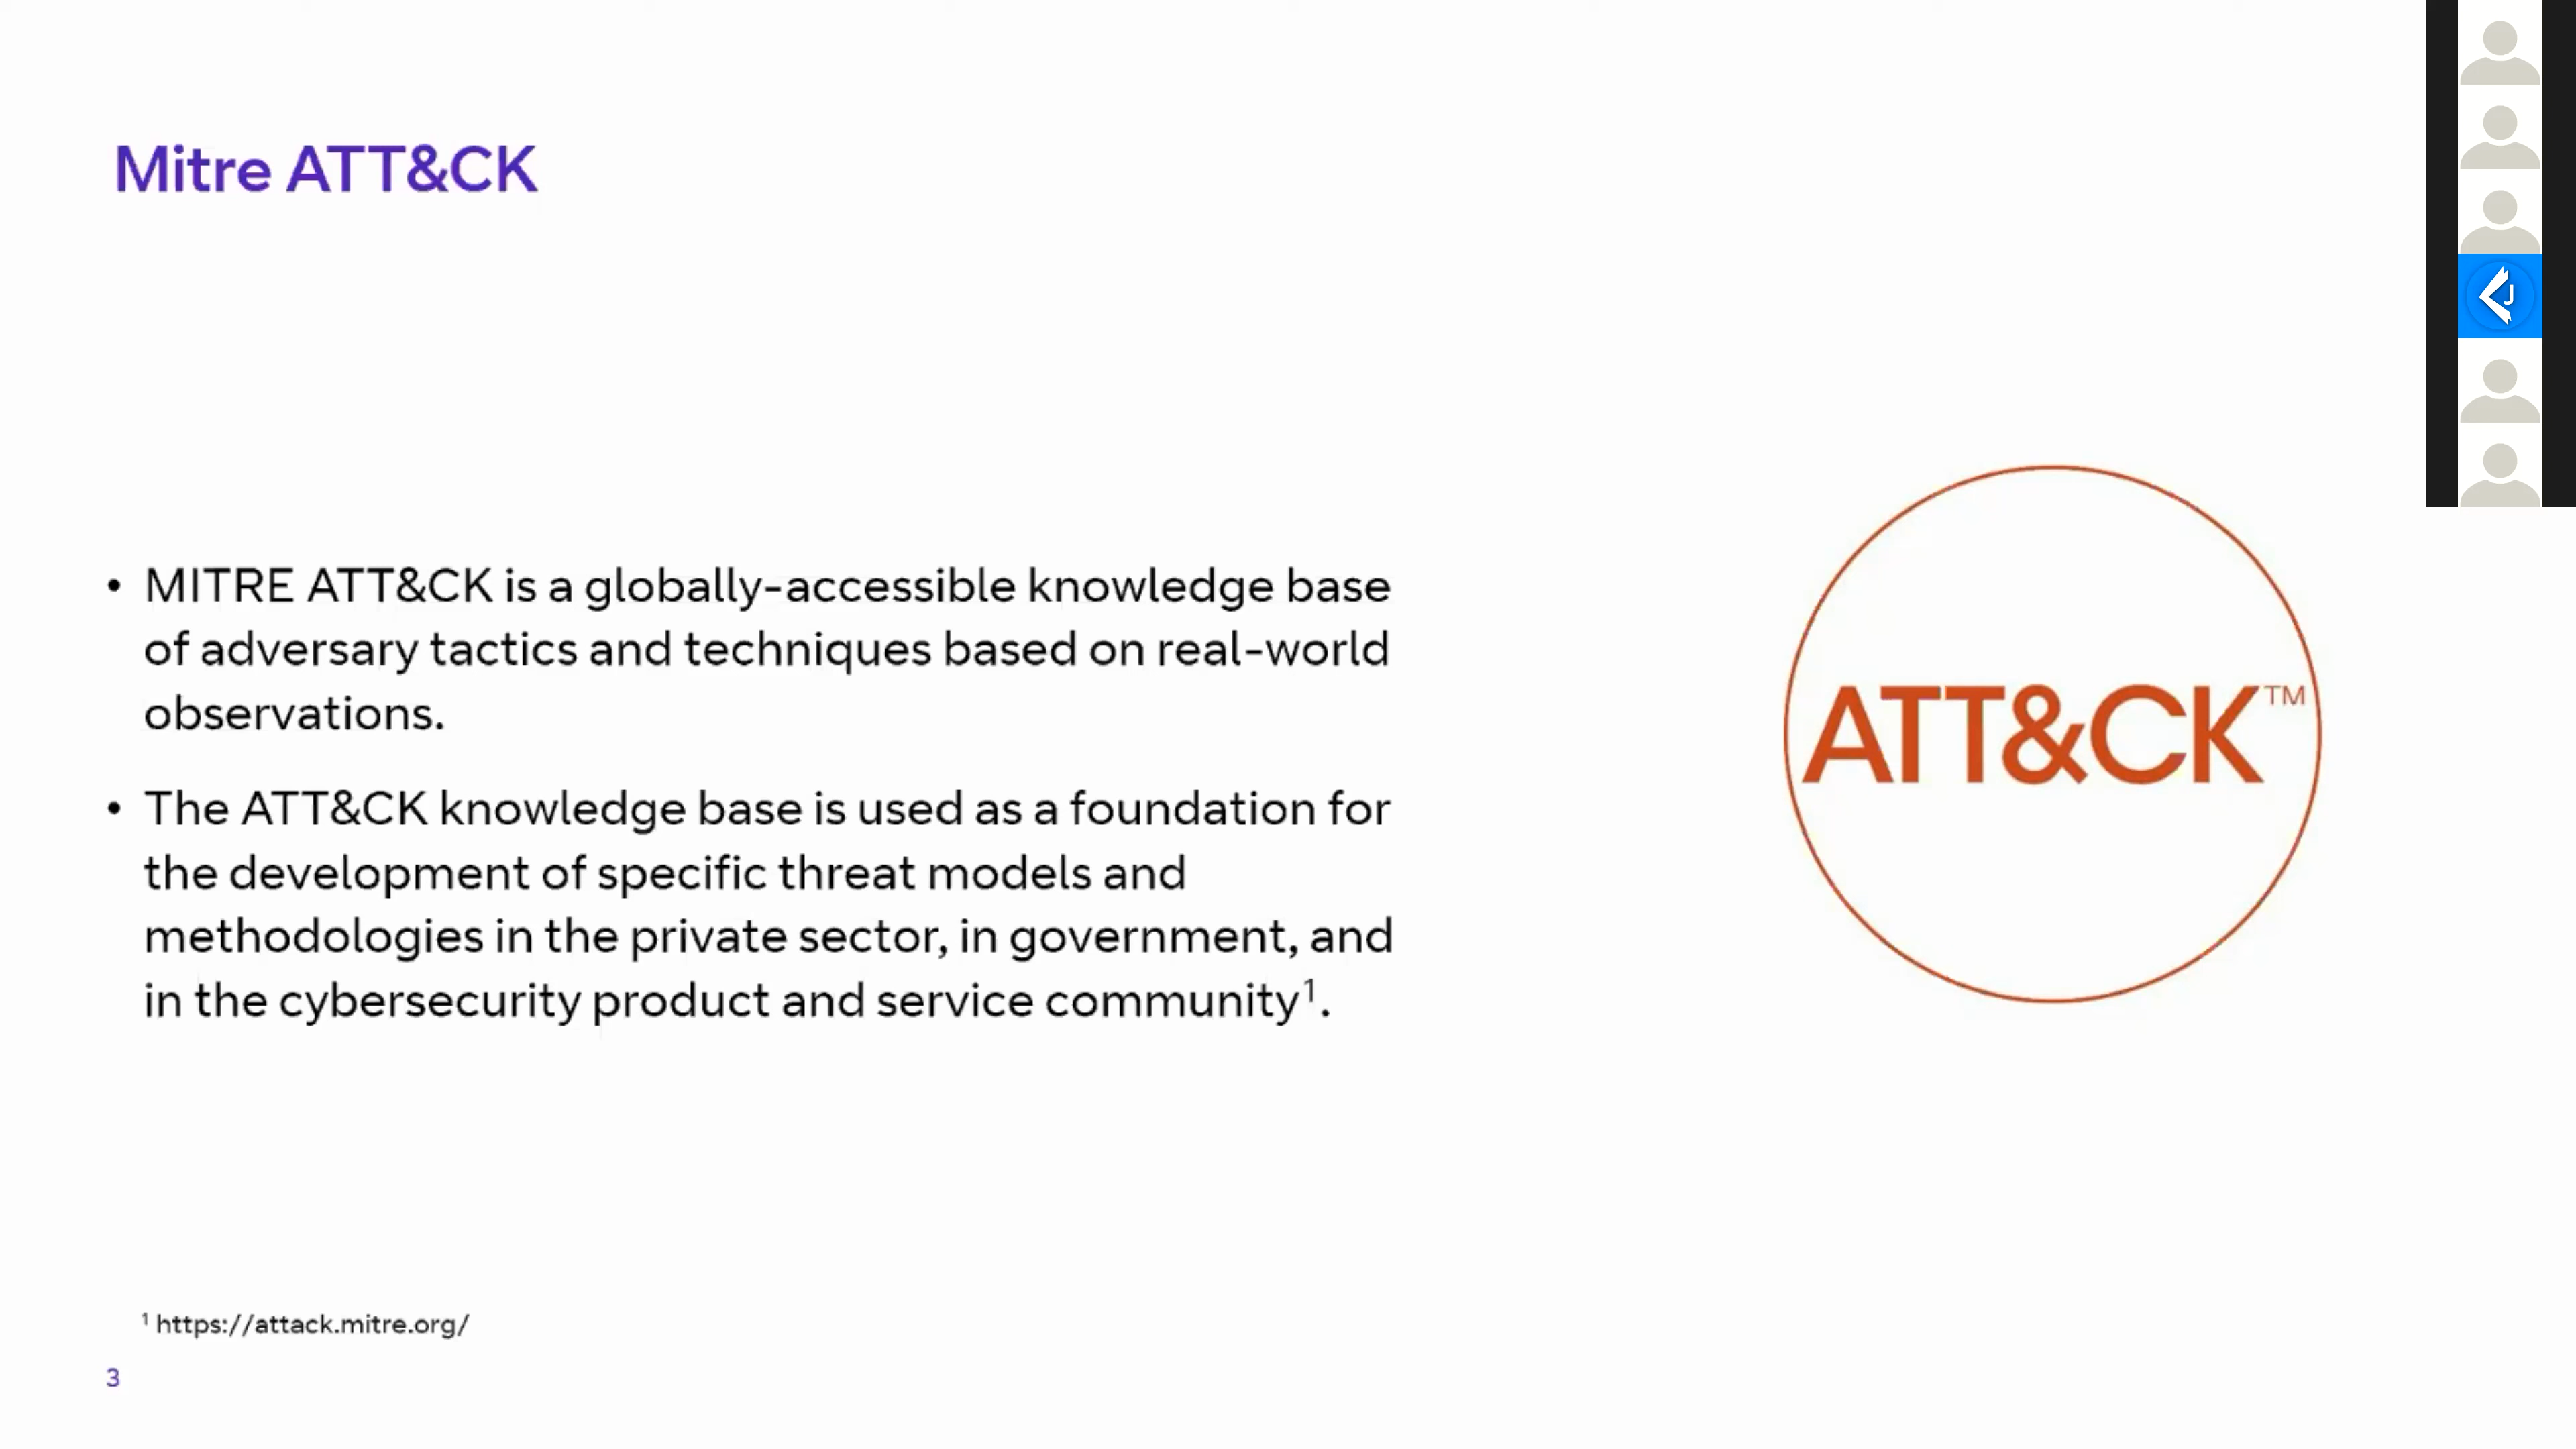 Mitre ATT&CK
• MITRE ATT&CK is a globally-accessible knowledge base
of adversary tactics and techniques based on real-world
observations.
• The ATT&CK knowledge base is used as a foundation for
the development of specific threat models and
methodologies in the private sector, in government, and
in the cybersecurity product and service community¹.
ATT&CK™
¹ https://attack.mitre.org/
3
J